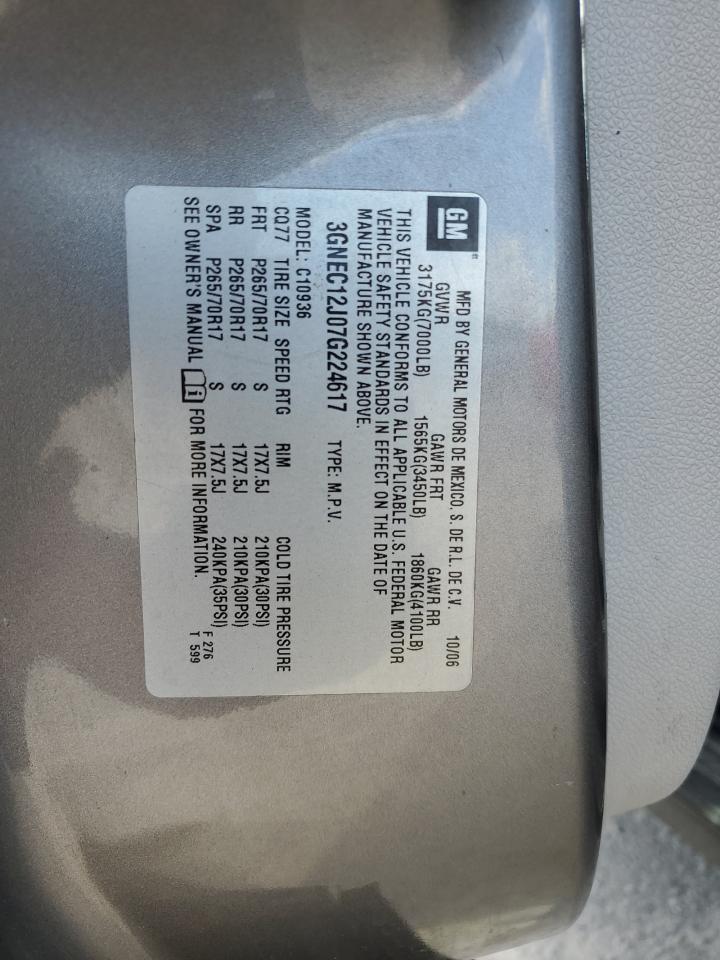 GM
MFD BY GENERAL MOTORS DE MEXICO, S. DE R.L. DE C.V. 10/06
GVWR GAWR FRT GAWR RR
3175KG(7000LB) 1565KG(3450LB) 1860KG(4100LB)
THIS VEHICLE CONFORMS TO ALL APPLICABLE U.S. FEDERAL MOTOR
VEHICLE SAFETY STANDARDS IN EFFECT ON THE DATE OF
MANUFACTURE SHOWN ABOVE.
3GNEC12J07G224617 TYPE: M.P.V.
MODEL: C10936
CQ77 TIRE SIZE SPEED RTG RIM COLD TIRE PRESSURE
FRT P265/70R17 S 17X7.5J 210KPA(30PSI)
RR P265/70R17 S 17X7.5J 210KPA(30PSI)
SPA P265/70R17 S 17X7.5J 240KPA(35PSI)
SEE OWNER'S MANUAL FOR MORE INFORMATION.
F 276
T 599